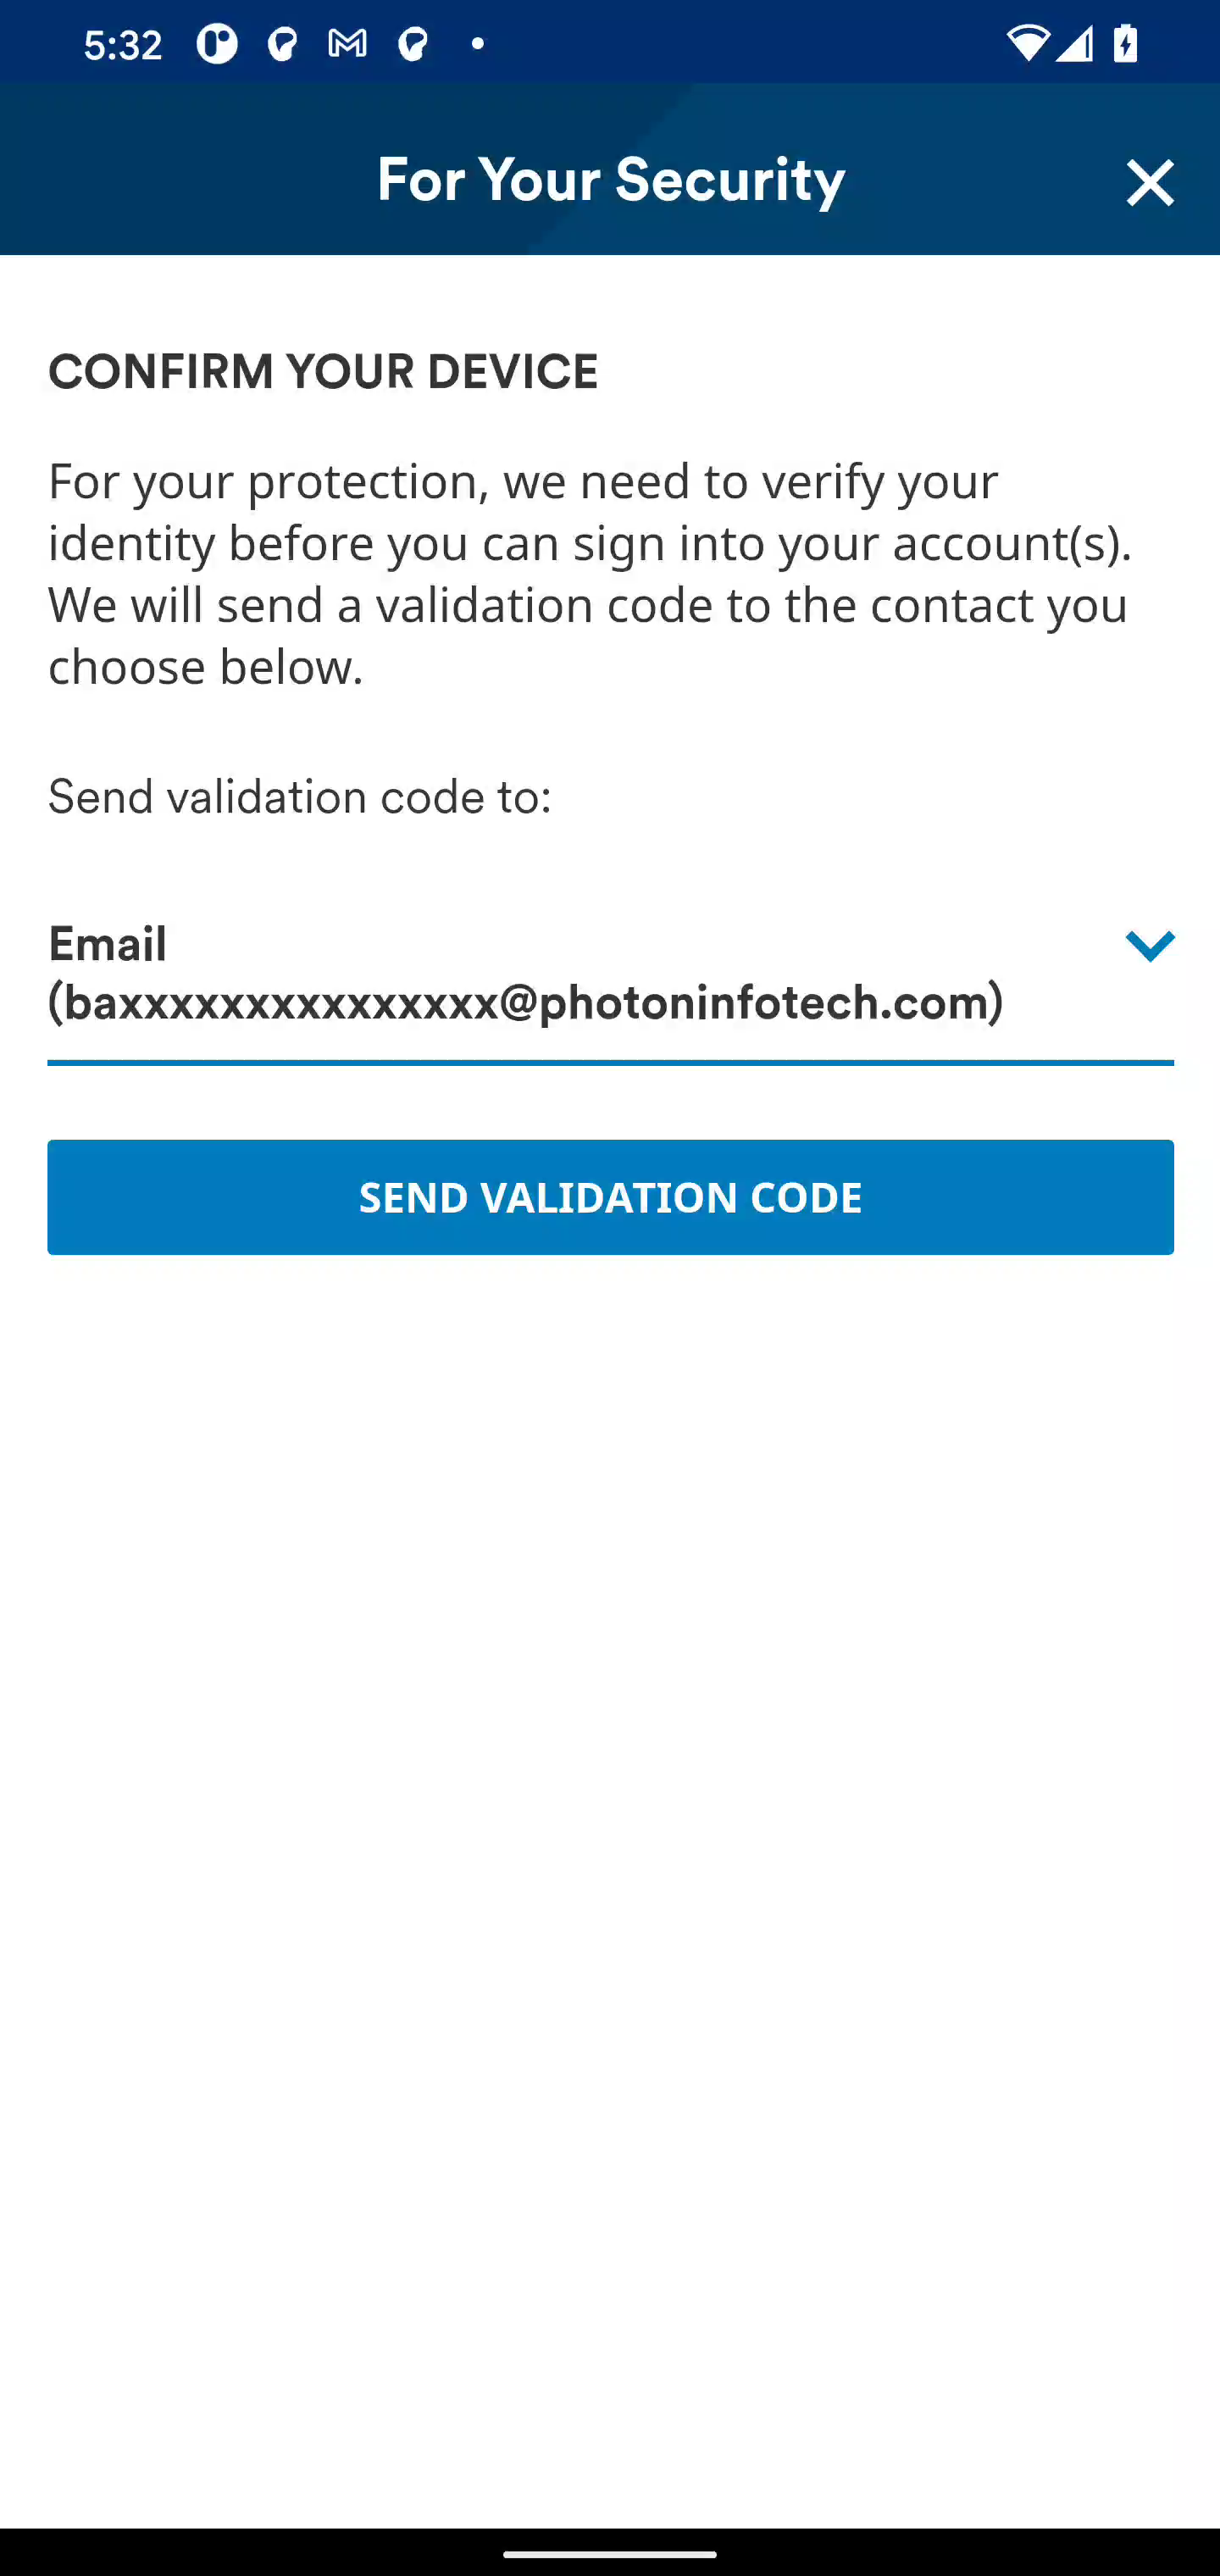 5:32
For Your Security
CONFIRM YOUR DEVICE
For your protection, we need to verify your
identity before you can sign into your account(s).
We will send a validation code to the contact you
choose below.
Send validation code to:
Email
(baxxxxxxxxxxxxxxx@photoninfotech.com)
SEND VALIDATION CODE